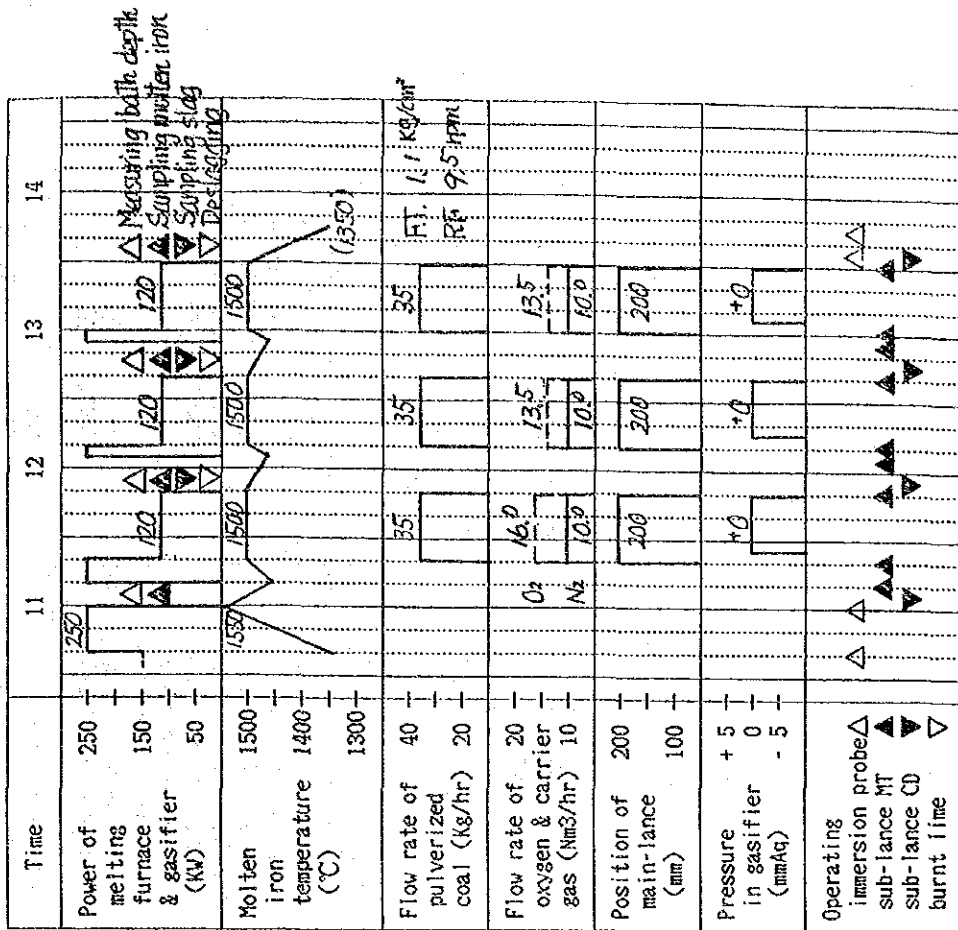 Time
11
12
13
14
Power of
melting
furnace
& gasifier
(KW)
250
150
50
250
120
120
120
Measuring bath depth
Sampling molten iron
Sampling slag
Deslagging
Molten
iron
temperature
(°C)
1500
1400
1300
1550
1500
1500
1500
(1350)
Flow rate of
pulverized
coal (Kg/hr)
40
20
35
35
35
1.1 Kg/cm²
RF 9.5 rpm
Flow rate of
oxygen & carrier
gas (Nm3/hr)
20
10
O2
N2
16.0
10.0
13.5
10.0
13.5
10.0
Position of
main-lance
(mm)
200
100
200
200
200
Pressure
in gasifier
(mmAq)
+ 5
0
- 5
+0
+0
+0
Operating
immersion probe△
sub-lance MT ▲
sub-lance CD ▼
burnt lime ▽